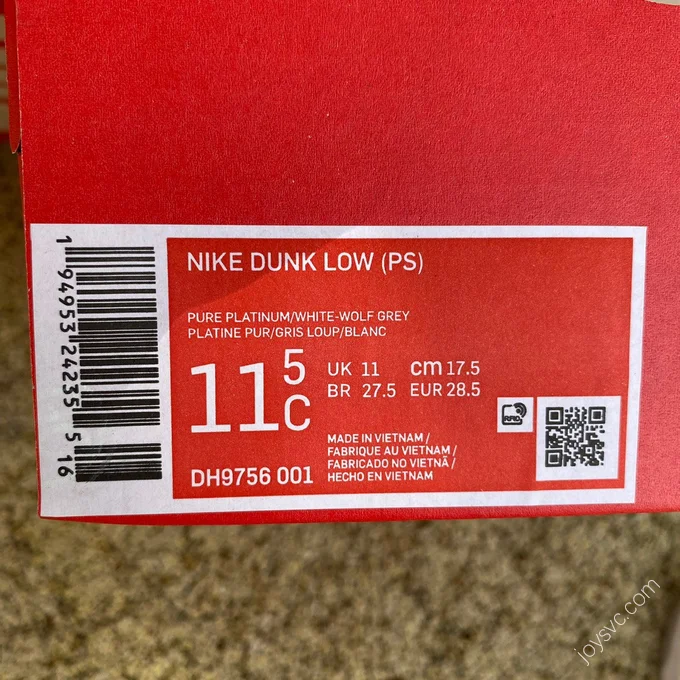 NIKE DUNK LOW (PS)
PURE PLATINUM/WHITE-WOLF GREY
PLATINE PUR/GRIS LOUP/BLANC
11 5 C
UK 11 cm 17.5
BR 27.5 EUR 28.5
MADE IN VIETNAM /
FABRIQUE AU VIETNAM /
FABRICADO NO VIETNÃ /
HECHO EN VIETNAM
DH9756 001
RAD
1 94953 24235 5 16
joysvc.com